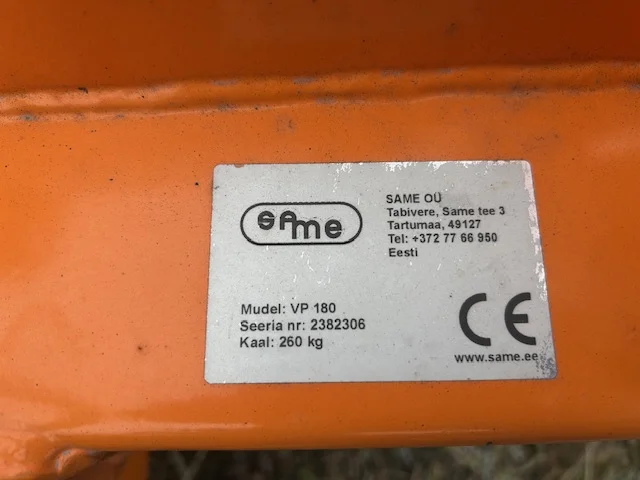 same
SAME OÜ
Tabivere, Same tee 3
Tartumaa, 49127
Tel: +372 77 66 950
Eesti
Mudel: VP 180
Seeria nr: 2382306
Kaal: 260 kg
CE
www.same.ee